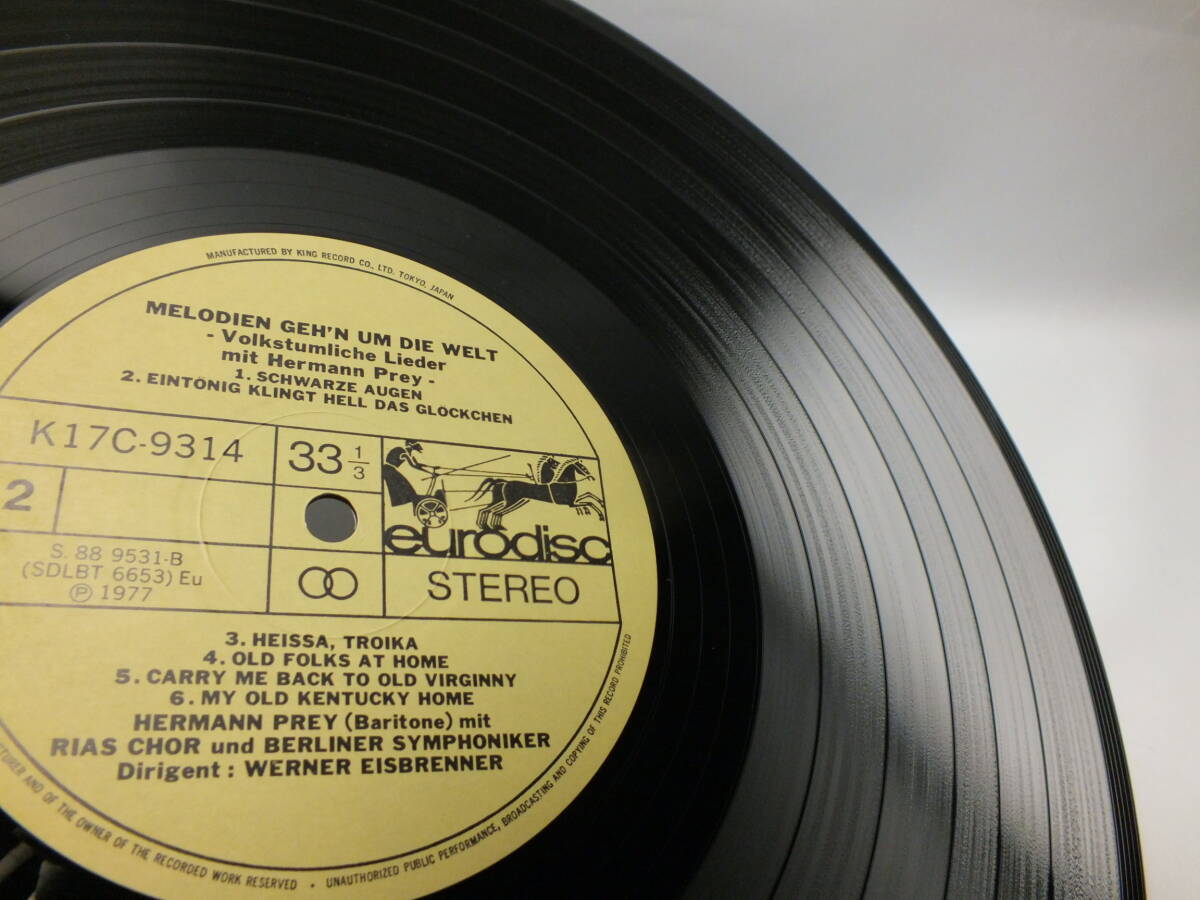 MANUFACTURED BY KING RECORD CO., LTD. TOKYO, JAPAN
MELODIEN GEH'N UM DIE WELT
- Volkstumliche Lieder
mit Hermann Prey -
1. SCHWARZE AUGEN
2. EINTÖNIG KLINGT HELL DAS GLÖCKCHEN
K17C-9314
33 1/3
2
eurodisc
S. 88 9531-B
(SDLBT 6653) Eu
Ⓟ 1977
STEREO
3. HEISSA, TROIKA
4. OLD FOLKS AT HOME
5. CARRY ME BACK TO OLD VIRGINNY
6. MY OLD KENTUCKY HOME
HERMANN PREY (Baritone) mit
RIAS CHOR und BERLINER SYMPHONIKER
Dirigent : WERNER EISBRENNER
AND OF THE OWNER OF THE RECORDED WORK RESERVED • UNAUTHORIZED PUBLIC PERFORMANCE, BROADCASTING AND COPYING OF THIS RECORD PROHIBITED